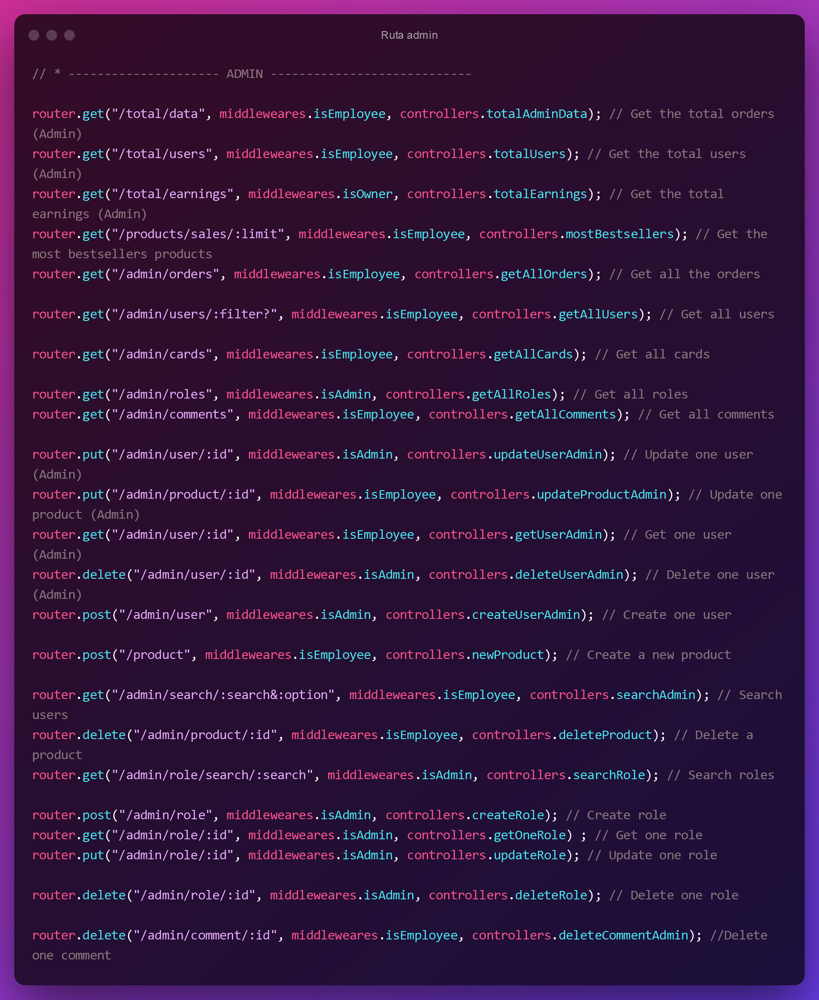 Ruta admin
// * --------------------- ADMIN ----------------------------
router.get("/total/data", middleweares.isEmployee, controllers.totalAdminData); // Get the total orders
(Admin)
router.get("/total/users", middleweares.isEmployee, controllers.totalUsers); // Get the total users
(Admin)
router.get("/total/earnings", middleweares.isOwner, controllers.totalEarnings); // Get the total
earnings (Admin)
router.get("/products/sales/:limit", middleweares.isEmployee, controllers.mostBestsellers); // Get the
most bestsellers products
router.get("/admin/orders", middleweares.isEmployee, controllers.getAllOrders); // Get all the orders
router.get("/admin/users/:filter?", middleweares.isEmployee, controllers.getAllUsers); // Get all users
router.get("/admin/cards", middleweares.isEmployee, controllers.getAllCards); // Get all cards
router.get("/admin/roles", middleweares.isAdmin, controllers.getAllRoles); // Get all roles
router.get("/admin/comments", middleweares.isEmployee, controllers.getAllComments); // Get all comments
router.put("/admin/user/:id", middleweares.isAdmin, controllers.updateUserAdmin); // Update one user
(Admin)
router.put("/admin/product/:id", middleweares.isEmployee, controllers.updateProductAdmin); // Update one
product (Admin)
router.get("/admin/user/:id", middleweares.isEmployee, controllers.getUserAdmin); // Get one user
(Admin)
router.delete("/admin/user/:id", middleweares.isAdmin, controllers.deleteUserAdmin); // Delete one user
(Admin)
router.post("/admin/user", middleweares.isAdmin, controllers.createUserAdmin); // Create one user
router.post("/product", middleweares.isEmployee, controllers.newProduct); // Create a new product
router.get("/admin/search/:search&:option", middleweares.isEmployee, controllers.searchAdmin); // Search
users
router.delete("/admin/product/:id", middleweares.isEmployee, controllers.deleteProduct); // Delete a
product
router.get("/admin/role/search/:search", middleweares.isAdmin, controllers.searchRole); // Search roles
router.post("/admin/role", middleweares.isAdmin, controllers.createRole); // Create role
router.get("/admin/role/:id", middleweares.isAdmin, controllers.getOneRole) ; // Get one role
router.put("/admin/role/:id", middleweares.isAdmin, controllers.updateRole); // Update one role
router.delete("/admin/role/:id", middleweares.isAdmin, controllers.deleteRole); // Delete one role
router.delete("/admin/comment/:id", middleweares.isEmployee, controllers.deleteCommentAdmin); //Delete
one comment